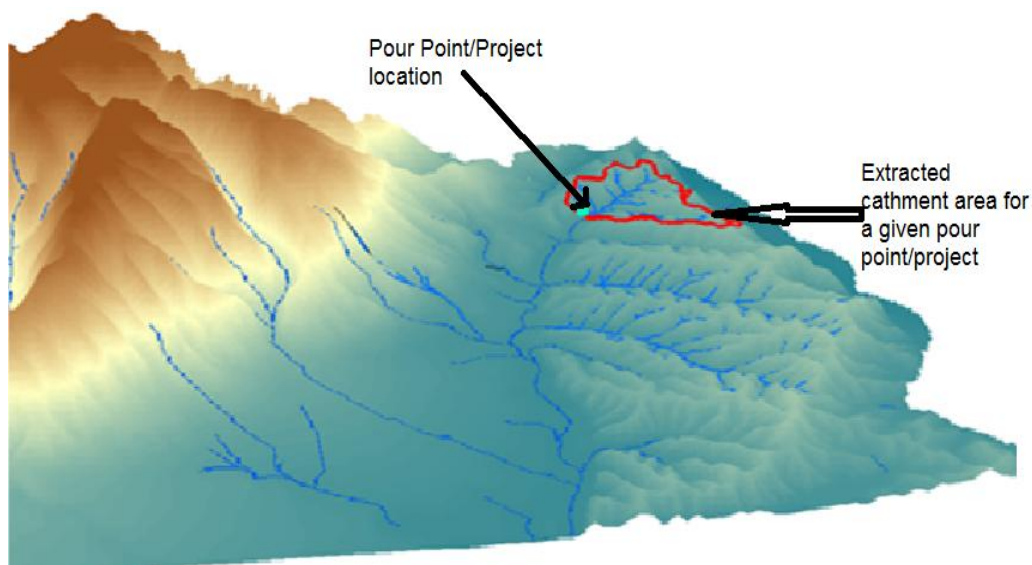 Pour Point/Project
location
Extracted
cathment area for
a given pour
point/project